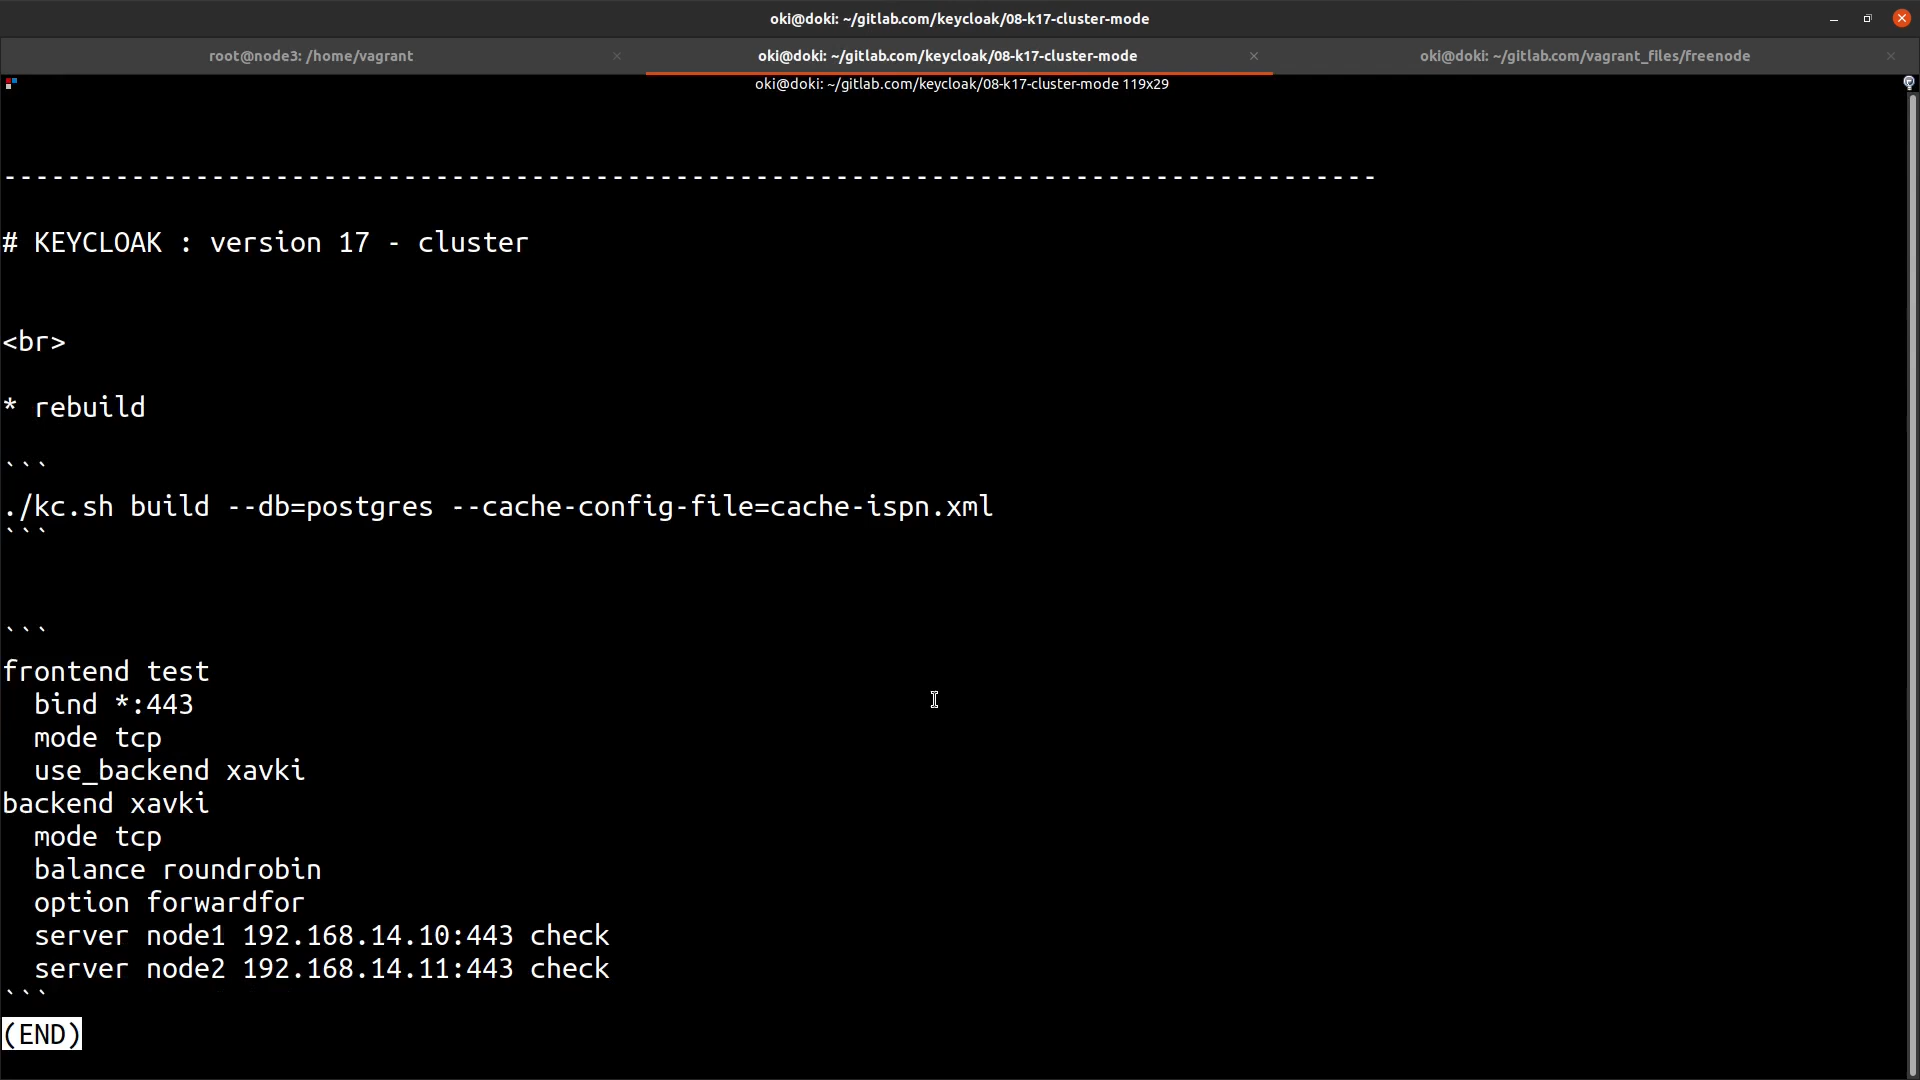 oki@doki: ~/gitlab.com/keycloak/08-k17-cluster-mode
root@node3: /home/vagrant
oki@doki: ~/gitlab.com/keycloak/08-k17-cluster-mode
oki@doki: ~/gitlab.com/vagrant_files/freenode
oki@doki: ~/gitlab.com/keycloak/08-k17-cluster-mode 119x29
--------------------------------------------------------------------------------------
# KEYCLOAK : version 17 - cluster
<br>
* rebuild
```
./kc.sh build --db=postgres --cache-config-file=cache-ispn.xml
```
```
frontend test
  bind *:443
  mode tcp
  use_backend xavki
backend xavki
  mode tcp
  balance roundrobin
  option forwardfor
  server node1 192.168.14.10:443 check
  server node2 192.168.14.11:443 check
```
(END)